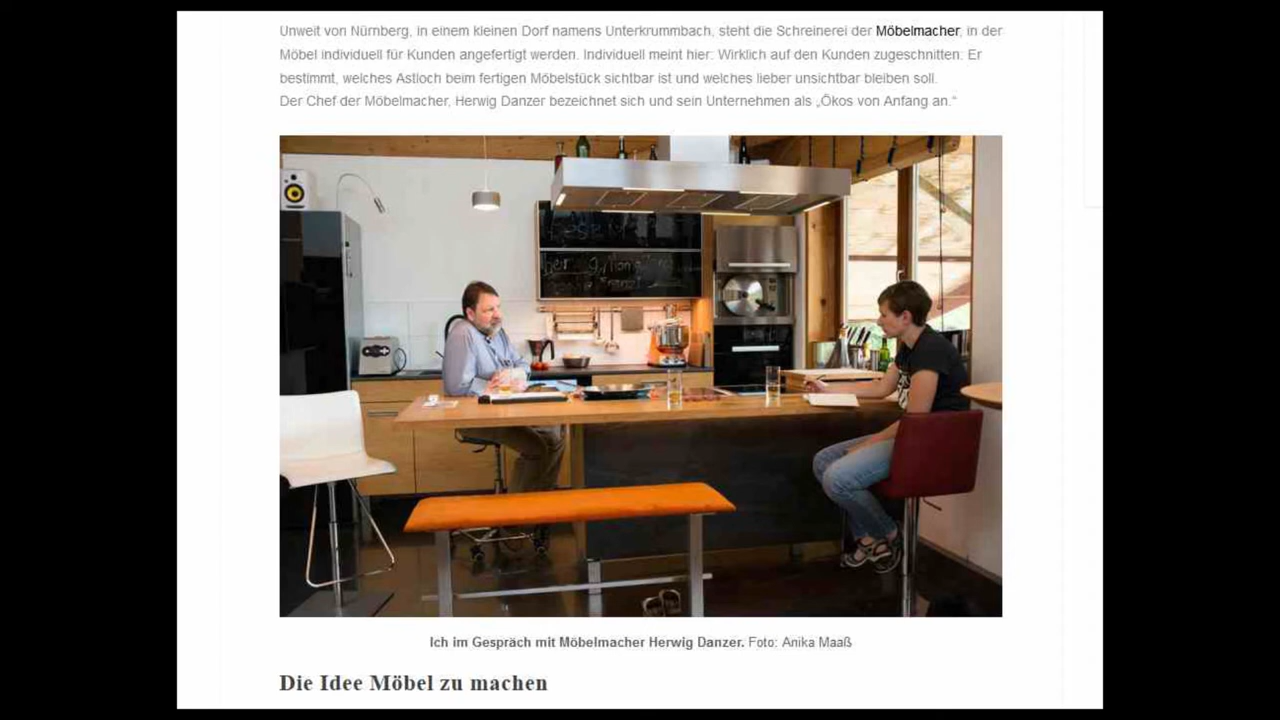 Unweit von Nürnberg, in einem kleinen Dorf namens Unterkrummbach, steht die Schreinerei der Möbelmacher, in der
Möbel individuell für Kunden angefertigt werden. Individuell meint hier: Wirklich auf den Kunden zugeschnitten: Er
bestimmt, welches Astloch beim fertigen Möbelstück sichtbar ist und welches lieber unsichtbar bleiben soll.
Der Chef der Möbelmacher, Herwig Danzer bezeichnet sich und sein Unternehmen als „Ökos von Anfang an.“
Ich im Gespräch mit Möbelmacher Herwig Danzer. Foto: Anika Maaß
Die Idee Möbel zu machen